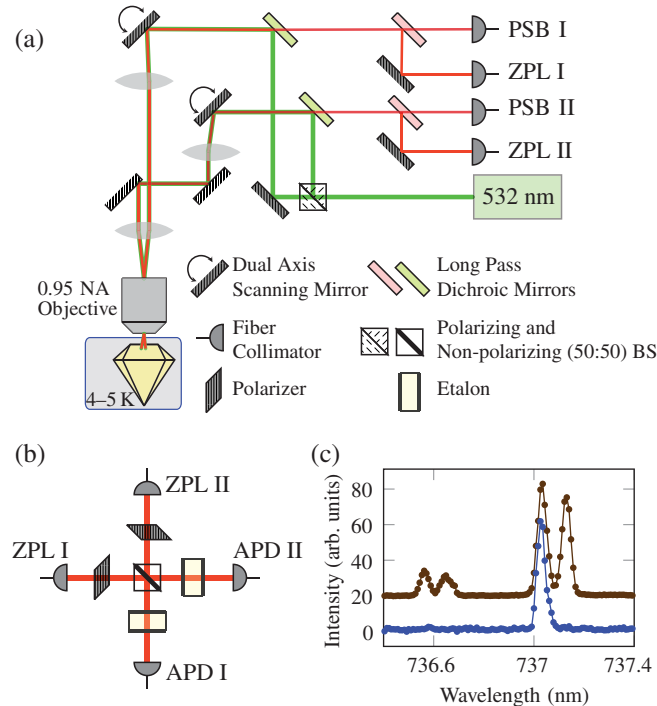 (a)
PSB I
ZPL I
PSB II
ZPL II
532 nm
0.95 NA
Objective
4–5 K
Dual Axis
Scanning Mirror
Long Pass
Dichroic Mirrors
Fiber
Collimator
Polarizing and
Non-polarizing (50:50) BS
Polarizer
Etalon
(b)
ZPL II
ZPL I
APD II
APD I
(c)
Intensity (arb. units)
80
60
40
20
0
736.6
737
737.4
Wavelength (nm)